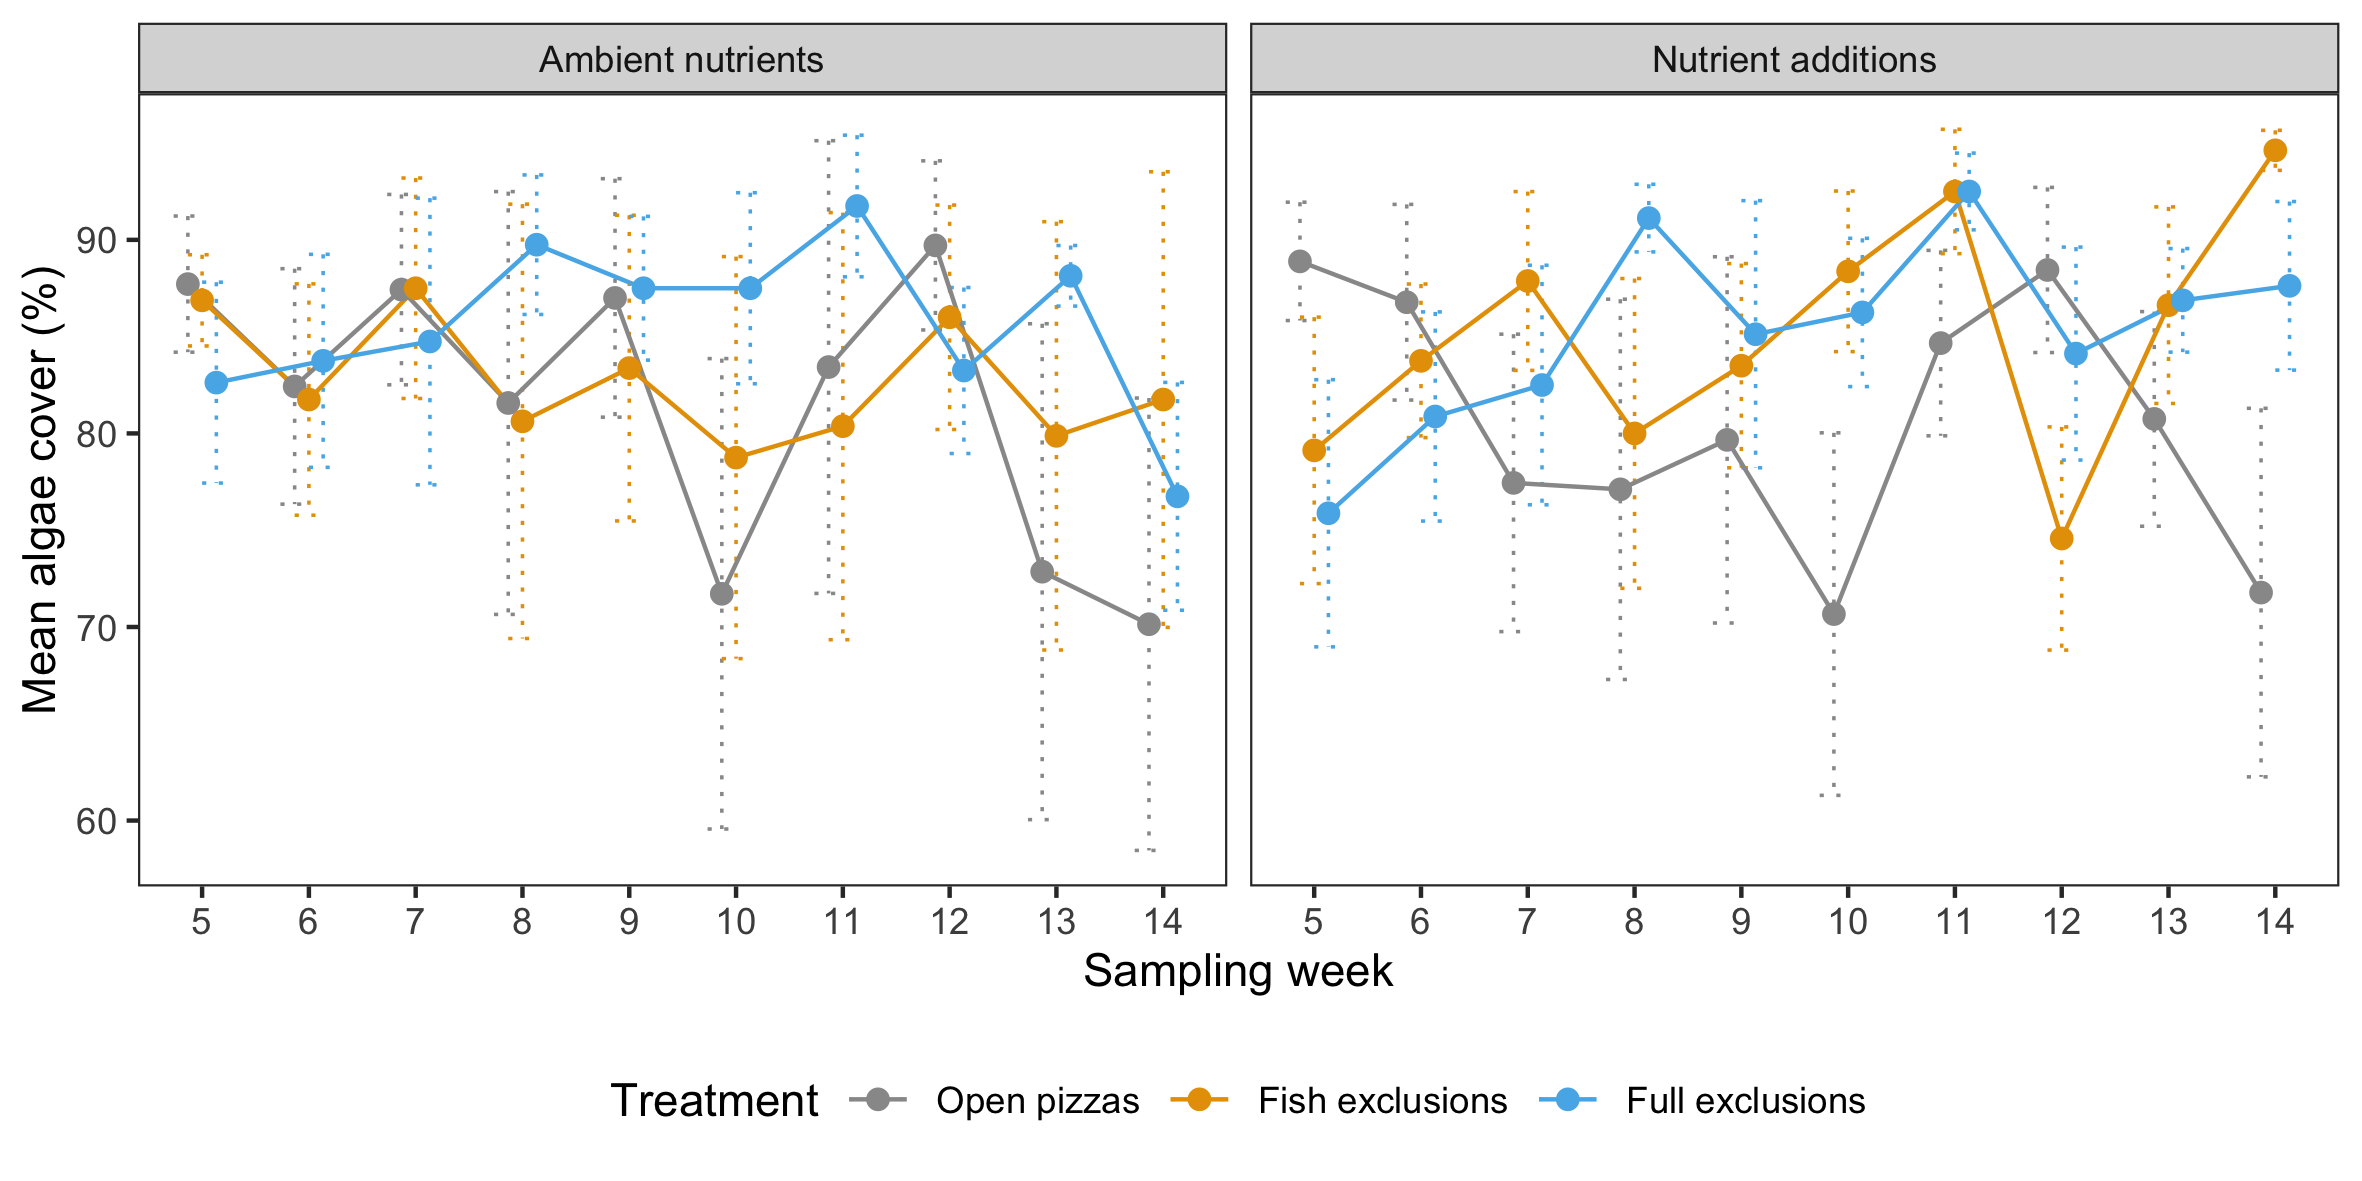 Ambient nutrients
Nutrient additions
Mean algae cover (%)
90
80
70
60
5 6 7 8 9 10 11 12 13 14
5 6 7 8 9 10 11 12 13 14
Sampling week
Treatment Open pizzas Fish exclusions Full exclusions